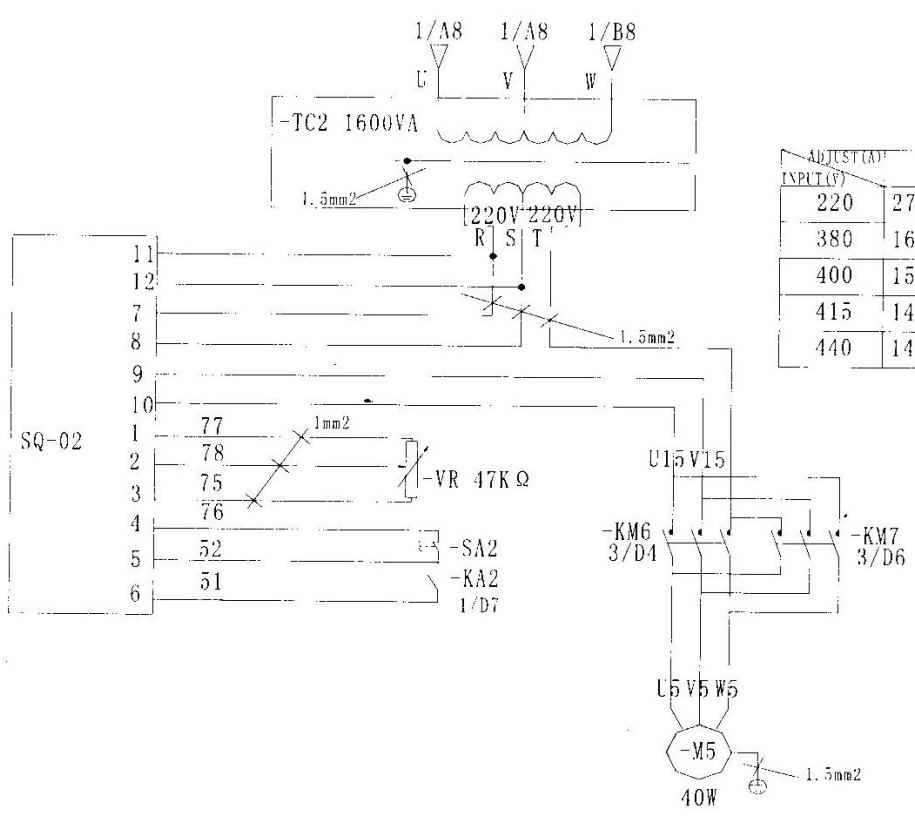 1/A8 1/A8 1/B8
U V W
-TC2 1600VA
1.5mm2
220V 220V
R S T
ADJUST(A)
INPUT(V)
220 27
380 16
400 15
415 14
440 14
11
12
7
8
9
10
1
2
3
4
5
6
SQ-02
1.5mm2
77
78
75
76
52
51
1mm2
-VR 47KΩ
-SA2
-KA2
1/D7
U15 V15
-KM6
3/D4
-KM7
3/D6
U5 V5 W5
-M5
40W
1.5mm2